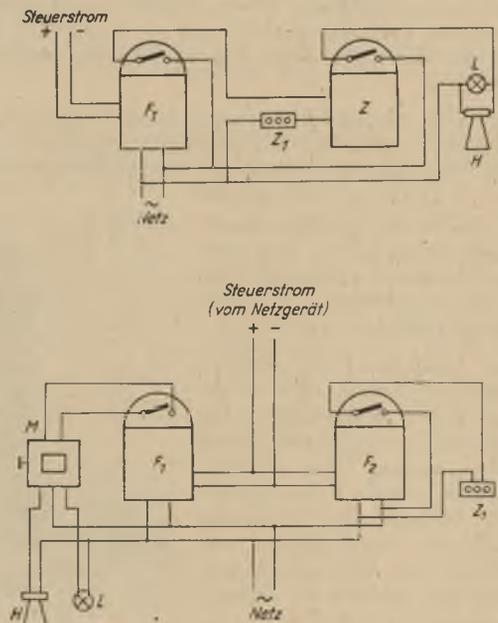 Steuerstrom
+ -
F₁
Z
L
Z₁
H
~
Netz
Steuerstrom
(vom Netzgerät)
+ -
M
F₁
F₂
Z₁
H
L
~
Netz